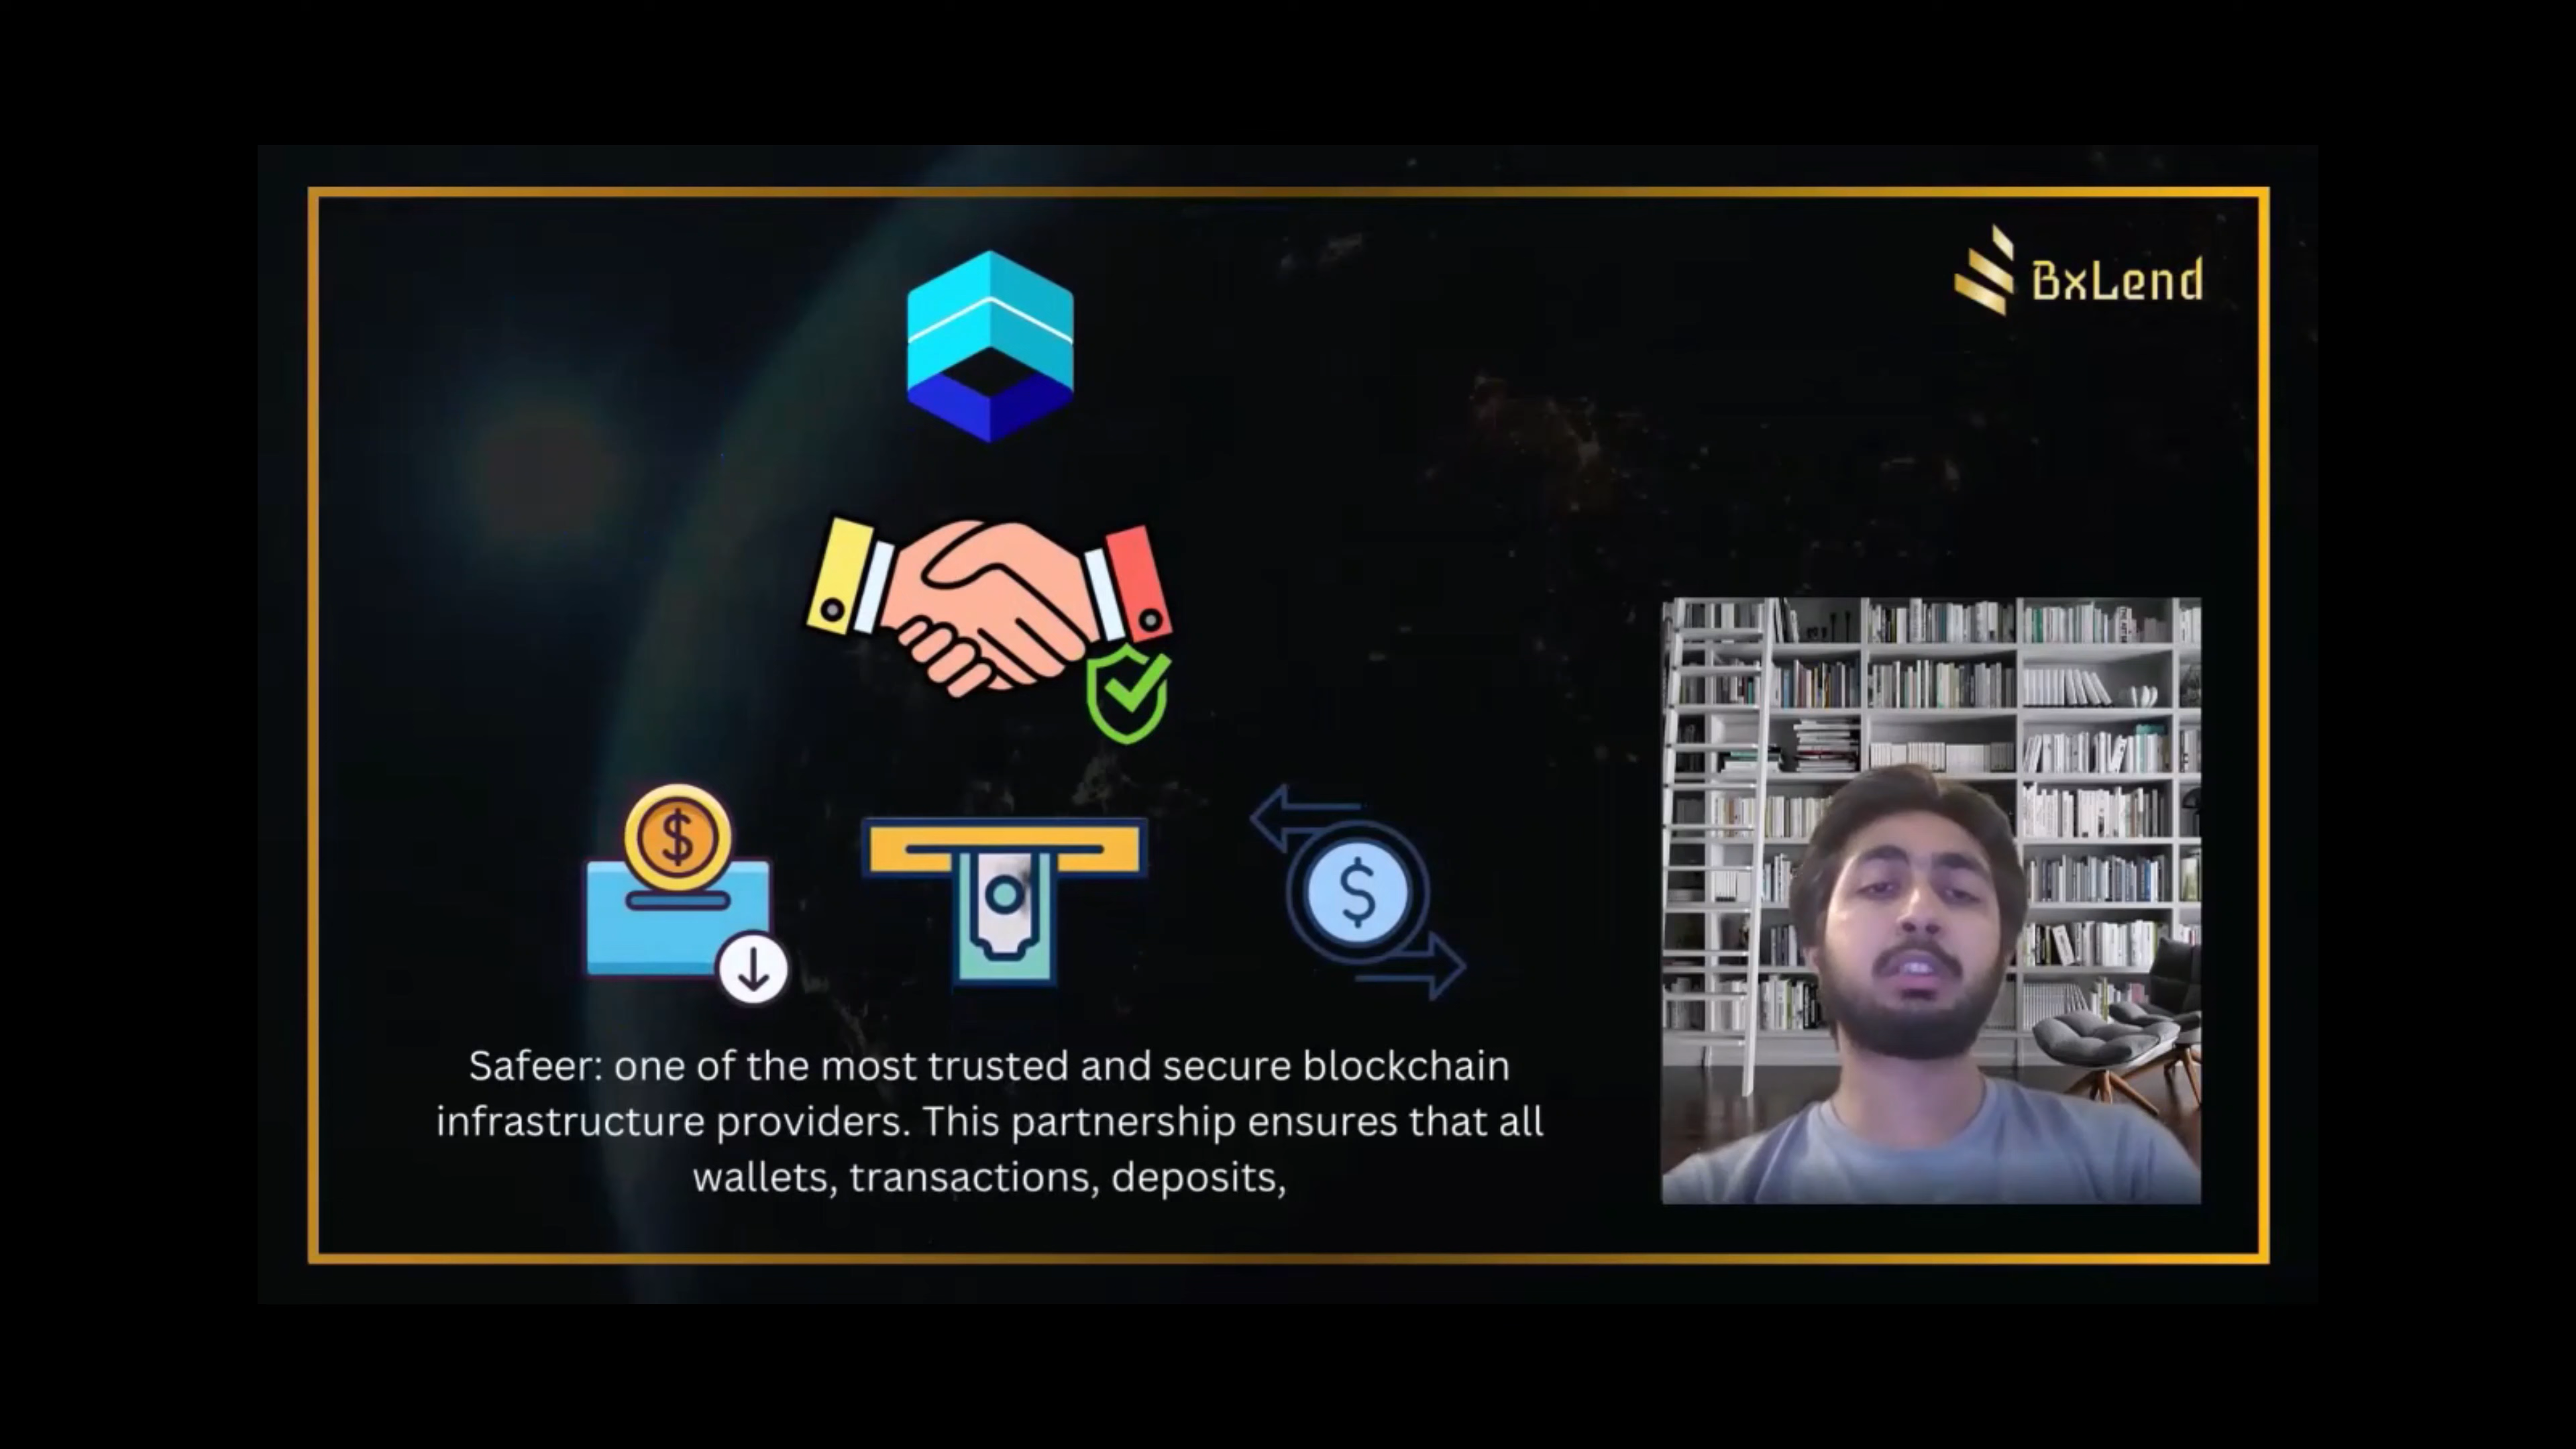 BxLend
Safeer: one of the most trusted and secure blockchain
infrastructure providers. This partnership ensures that all
wallets, transactions, deposits,